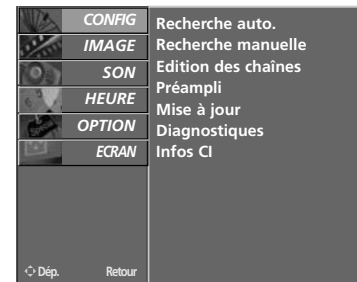 CONFIG
IMAGE
SON
HEURE
OPTION
ECRAN
Recherche auto.
Recherche manuelle
Edition des chaînes
Préampli
Mise à jour
Diagnostiques
Infos CI
Dép. Retour